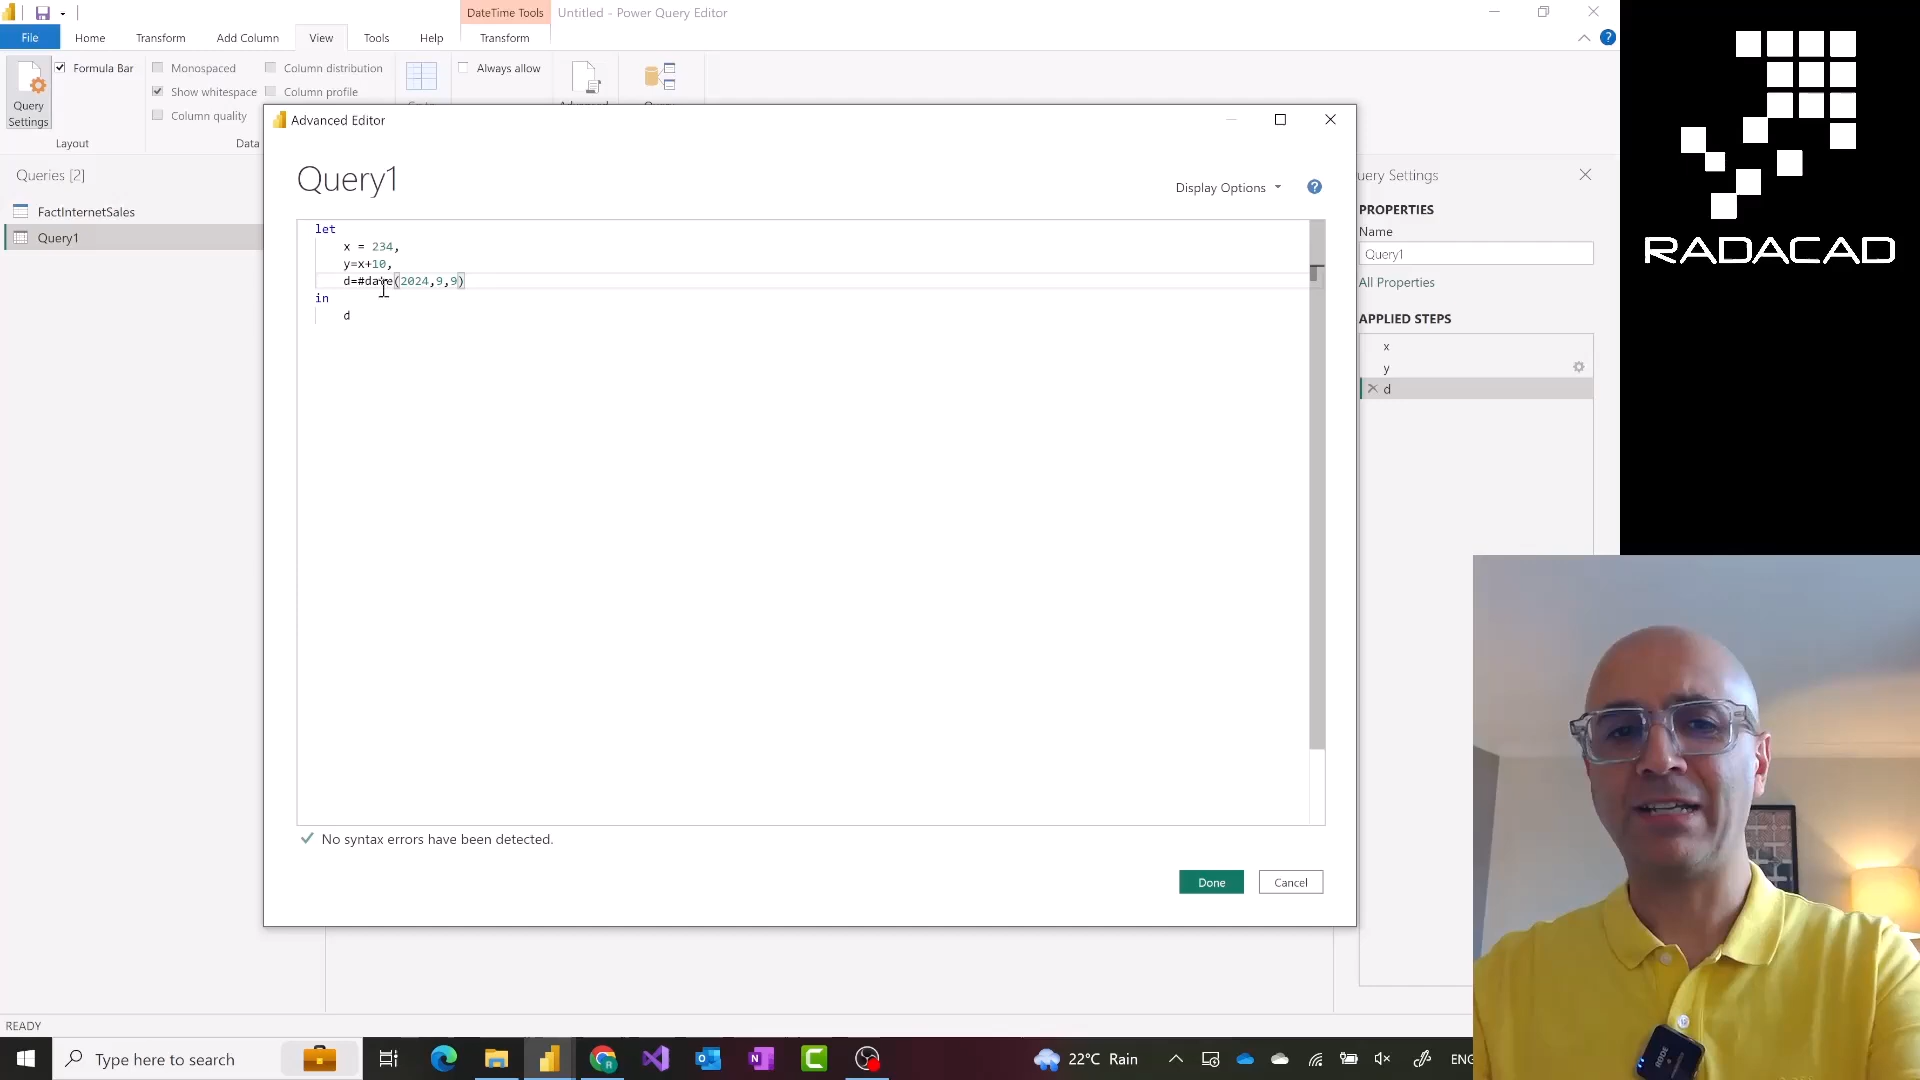 DateTime Tools
Untitled - Power Query Editor
File
Home
Transform
Add Column
View
Tools
Help
Transform
Query
Settings
Formula Bar
Monospaced
Show whitespace
Column quality
Column distribution
Column profile
Always allow
Layout
Data
Queries [2]
FactInternetSales
Query1
Advanced Editor
Query1
Display Options
let
x = 234,
y=x+10,
d=#date(2024,9,9)
in
d
No syntax errors have been detected.
Done
Cancel
uery Settings
PROPERTIES
Name
Query1
All Properties
APPLIED STEPS
x
y
d
RADACAD
READY
Type here to search
22°C Rain
ENG
RODE